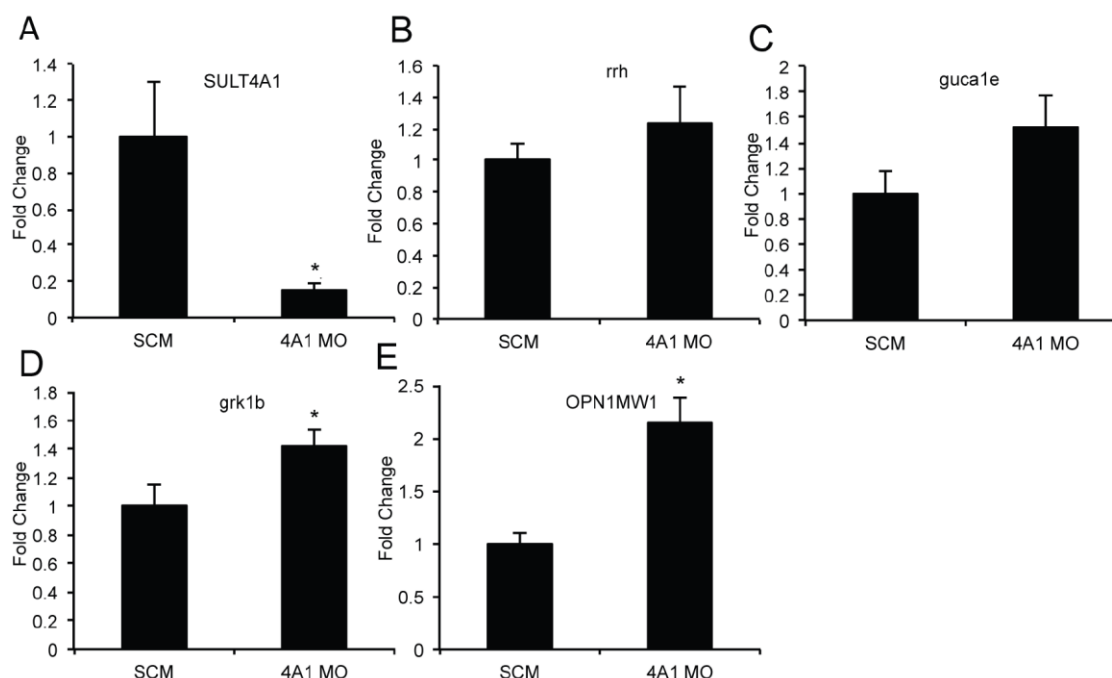 A
SULT4A1
Fold Change
1.4
1.2
1
0.8
0.6
0.4
0.2
0
*
SCM
4A1 MO
B
rrh
Fold Change
1.6
1.4
1.2
1
0.8
0.6
0.4
0.2
0
SCM
4A1 MO
C
guca1e
Fold Change
2
1.8
1.6
1.4
1.2
1
0.8
0.6
0.4
0.2
0
SCM
4A1 MO
D
grk1b
Fold Change
1.8
1.6
1.4
1.2
1
0.8
0.6
0.4
0.2
0
*
SCM
4A1 MO
E
OPN1MW1
Fold Change
2.5
2
1.5
1
0.5
0
*
SCM
4A1 MO